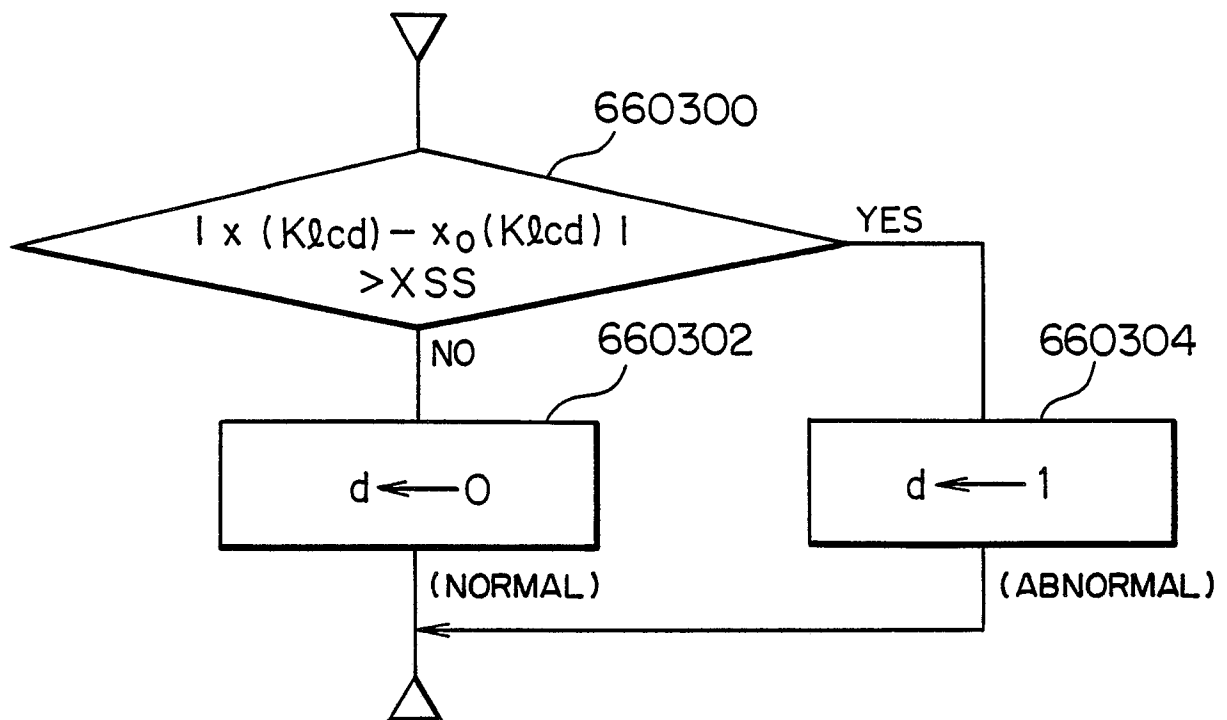 660300
| x (Kℓcd) − x₀ (Kℓcd) |
> XSS
YES
NO
660302
660304
d ← 0
d ← 1
(NORMAL)
(ABNORMAL)